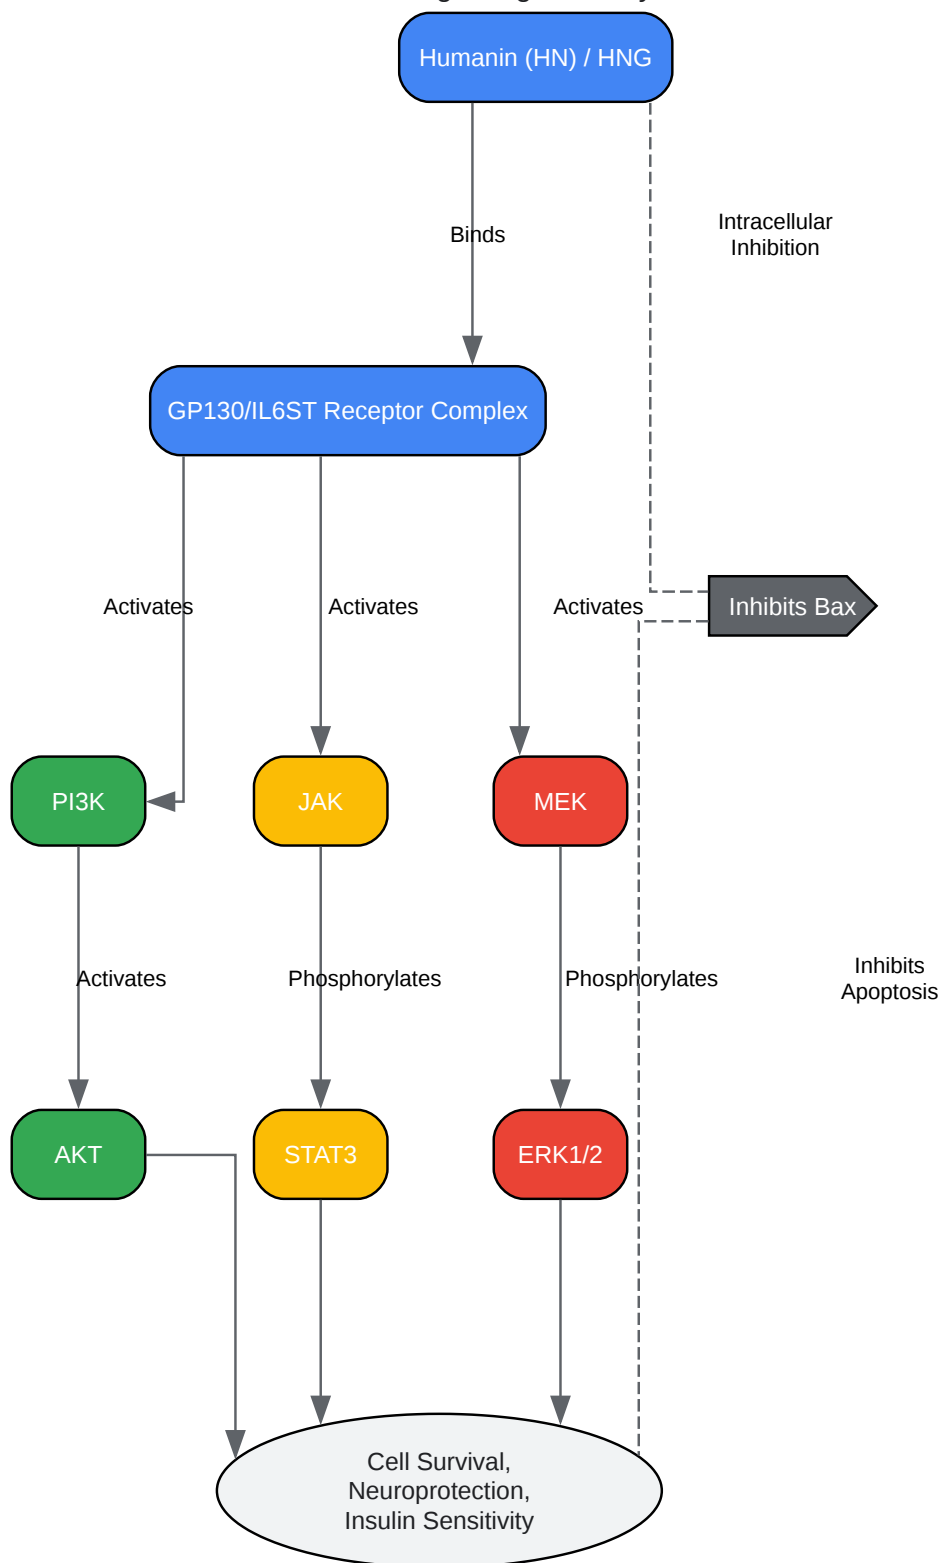 Humanin (HN) / HNG
Binds
Intracellular
Inhibition
GP130/IL6ST Receptor Complex
Activates
Activates
Activates
Inhibits Bax
PI3K
JAK
MEK
Activates
Phosphorylates
Phosphorylates
Inhibits
Apoptosis
AKT
STAT3
ERK1/2
Cell Survival,
Neuroprotection,
Insulin Sensitivity